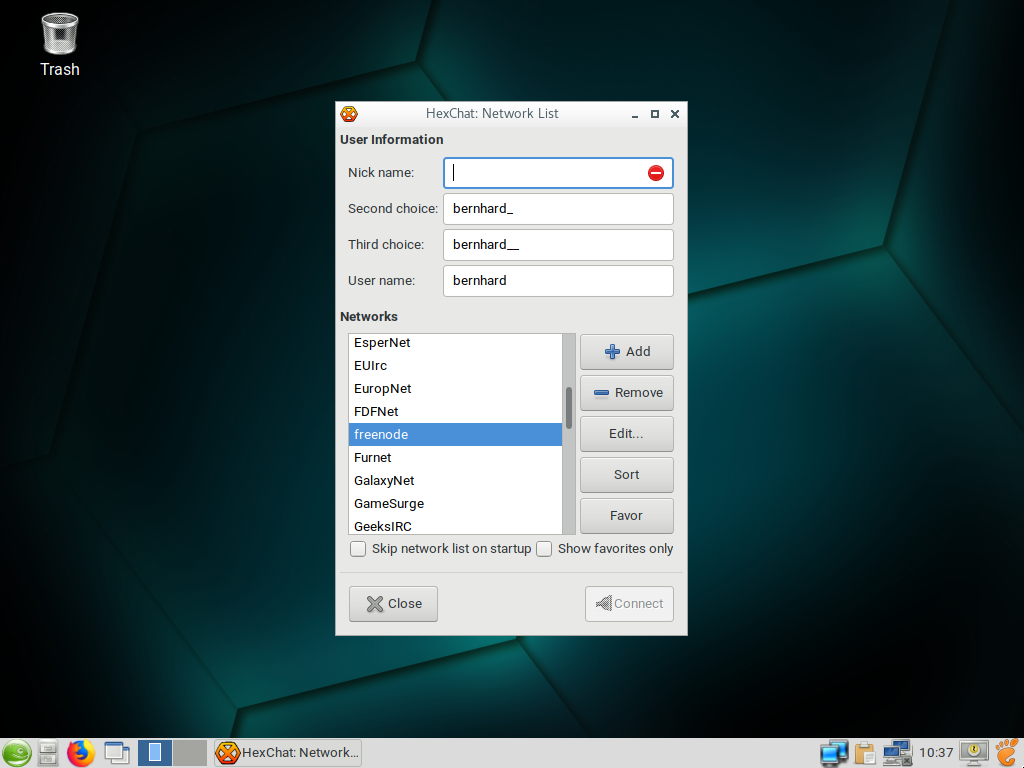 Trash
HexChat: Network List
User Information
Nick name:
Second choice: bernhard_
Third choice: bernhard__
User name: bernhard
Networks
EsperNet
EUIrc
EuropNet
FDFNet
freenode
Furnet
GalaxyNet
GameSurge
GeeksIRC
Add
Remove
Edit...
Sort
Favor
Skip network list on startup Show favorites only
Close Connect
HexChat: Network... 10:37